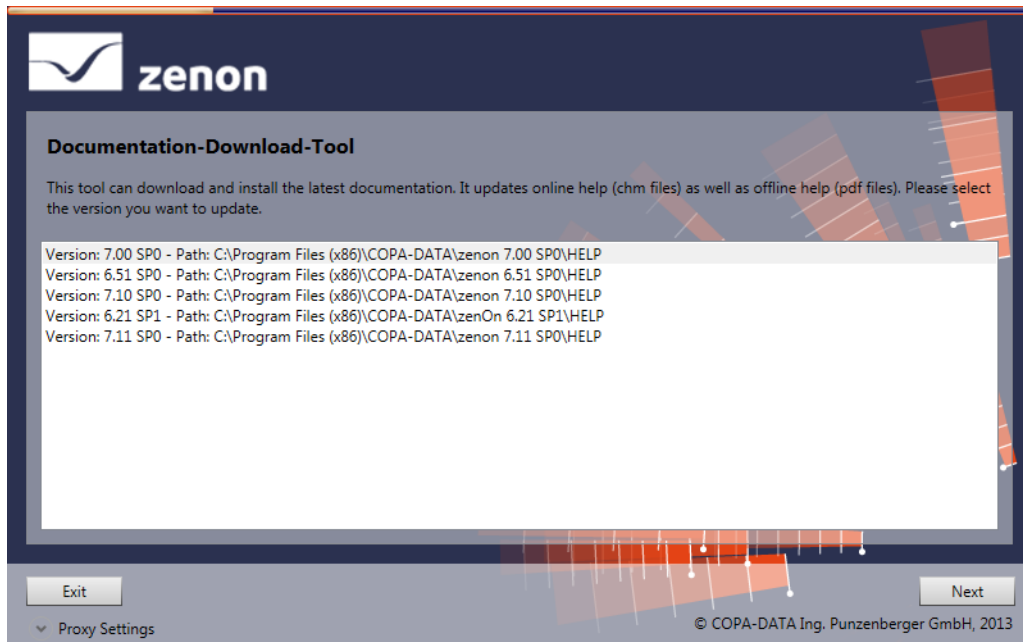 zenon
Documentation-Download-Tool
This tool can download and install the latest documentation. It updates online help (chm files) as well as offline help (pdf files). Please select
the version you want to update.
Version: 7.00 SP0 - Path: C:\Program Files (x86)\COPA-DATA\zenon 7.00 SP0\HELP
Version: 6.51 SP0 - Path: C:\Program Files (x86)\COPA-DATA\zenon 6.51 SP0\HELP
Version: 7.10 SP0 - Path: C:\Program Files (x86)\COPA-DATA\zenon 7.10 SP0\HELP
Version: 6.21 SP1 - Path: C:\Program Files (x86)\COPA-DATA\zenOn 6.21 SP1\HELP
Version: 7.11 SP0 - Path: C:\Program Files (x86)\COPA-DATA\zenon 7.11 SP0\HELP
Exit
Next
Proxy Settings
© COPA-DATA Ing. Punzenberger GmbH, 2013